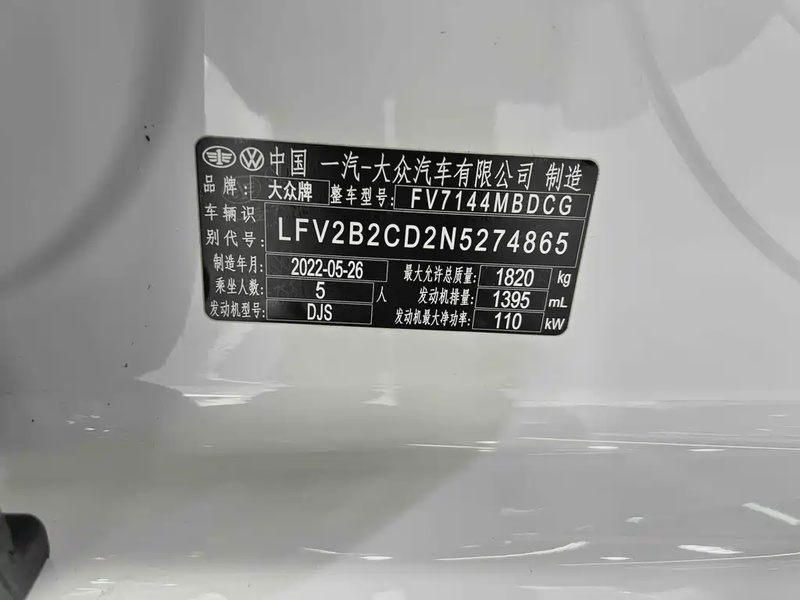 中国 一汽-大众汽车有限公司 制造
品牌: 大众牌 整车型号: FV7144MBDCG
车辆识别代号: LFV2B2CD2N5274865
制造年月: 2022-05-26 最大允许总质量: 1820 kg
乘坐人数: 5 人 发动机排量: 1395 mL
发动机型号: DJS 发动机最大净功率: 110 kW